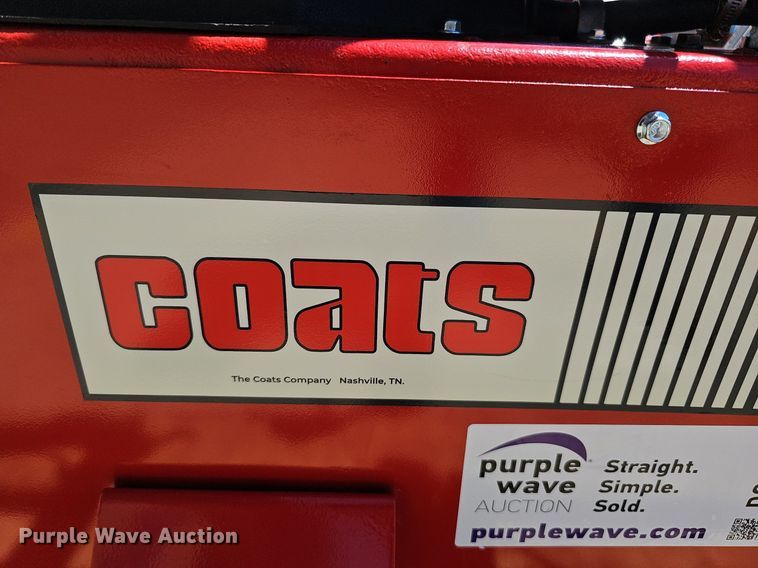 coats
The Coats Company Nashville, TN.
purple
wave
AUCTION
Straight.
Simple.
Sold.
purplewave.com
Purple Wave Auction